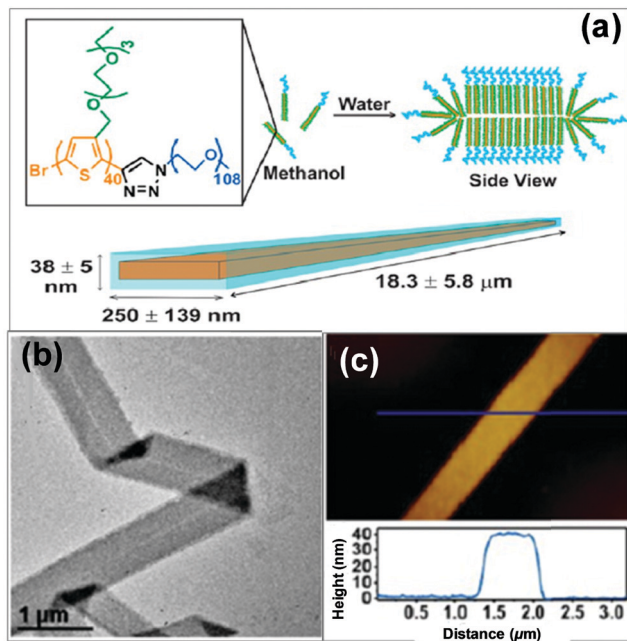 (a)
3
O
O
Br
S
40
N=N
N
O
108
Methanol
Water
Side View
38 ± 5
nm
250 ± 139 nm
18.3 ± 5.8 µm
(b)
1 µm
(c)
Height (nm)
40
30
20
10
0
0.5 1.0 1.5 2.0 2.5 3.0
Distance (µm)